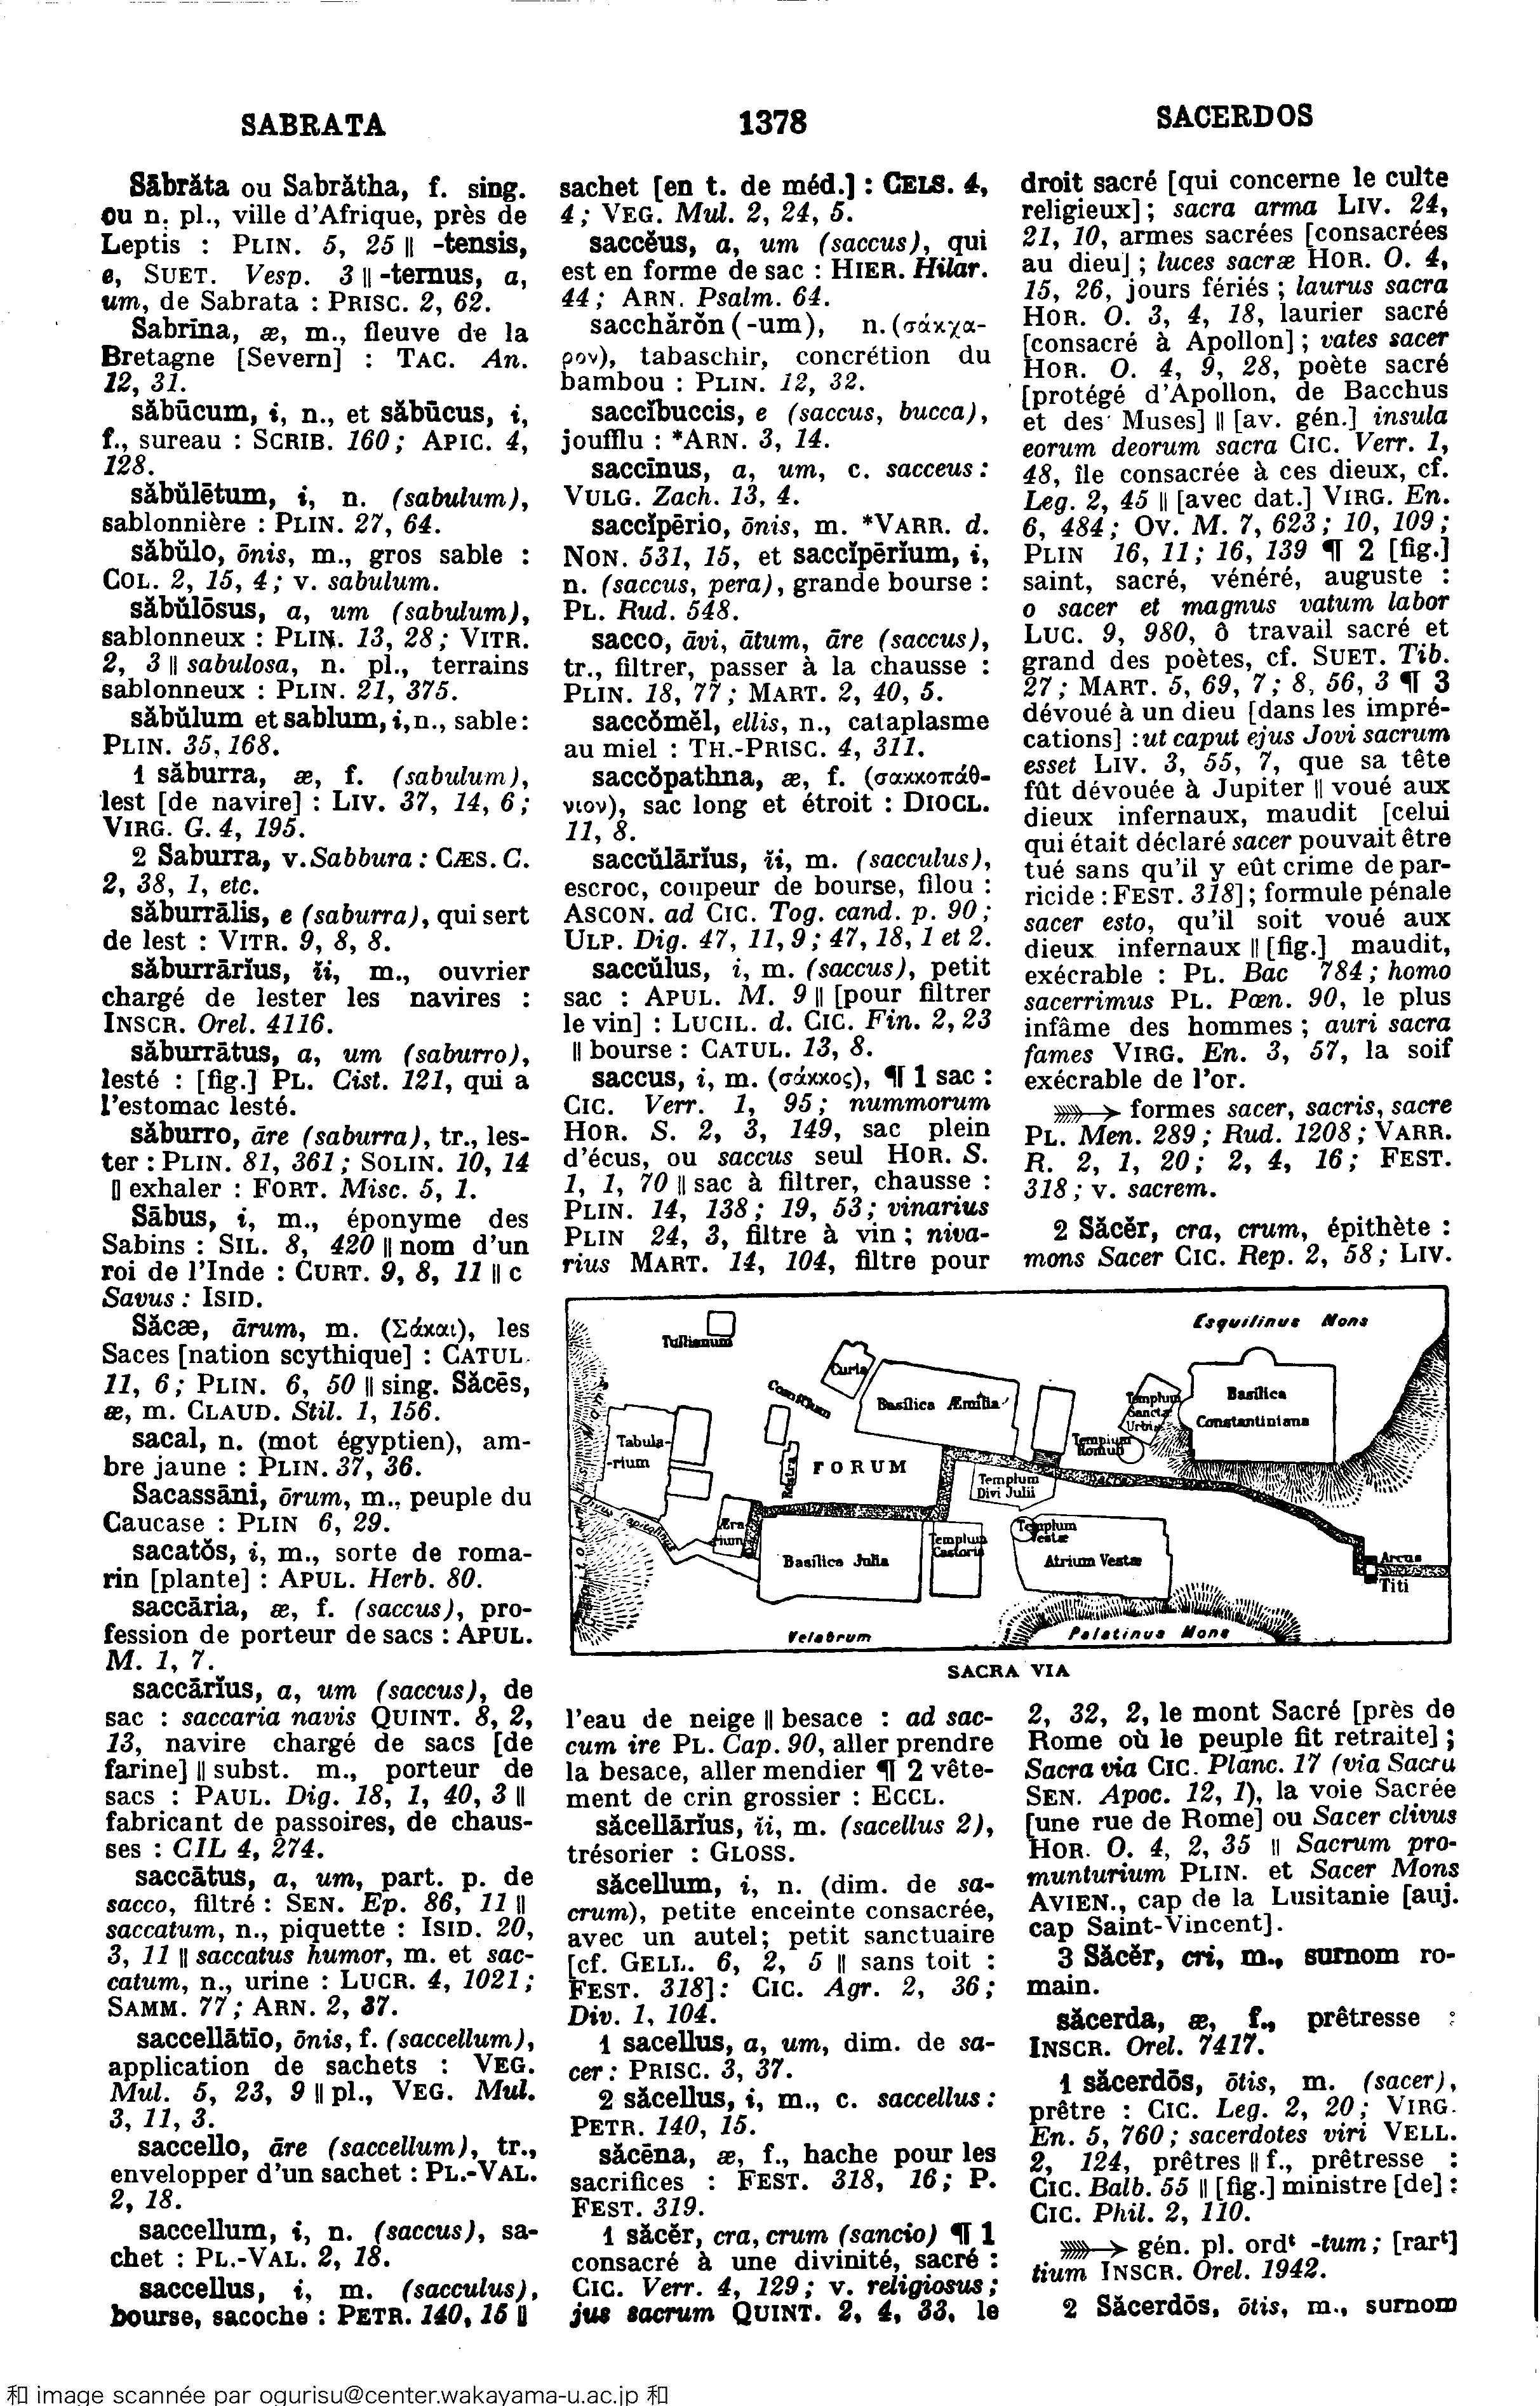 SABRATA
1378
SACERDOS
Sābrăta ou Sabrătha, f. sing.
ou n. pl., ville d'Afrique, près de
Leptis : PLIN. 5, 25 ‖ -tensis,
e, SUET. Vesp. 3 ‖ -ternus, a,
um, de Sabrata : PRISC. 2, 62.
Sabrīna, æ, m., fleuve de la
Bretagne [Severn] : TAC. An.
12, 31.
săbūcum, i, n., et săbūcus, i,
f., sureau : SCRIB. 160 ; APIC. 4,
128.
săbŭlētum, i, n. (sabulum),
sablonnière : PLIN. 27, 64.
săbŭlo, ōnis, m., gros sable :
COL. 2, 15, 4 ; v. sabulum.
săbŭlōsus, a, um (sabulum),
sablonneux : PLIN. 13, 28 ; VITR.
2, 3 ‖ sabulosa, n. pl., terrains
sablonneux : PLIN. 21, 375.
săbŭlum et sablum, i, n., sable :
PLIN. 35, 168.
1 săburra, æ, f. (sabulum),
lest [de navire] : LIV. 37, 14, 6 ;
VIRG. G. 4, 195.
2 Saburra, v. Sabbura : CÆS. C.
2, 38, 1, etc.
săburrālis, e (saburra), qui sert
de lest : VITR. 9, 8, 8.
săburrārĭus, ĭi, m., ouvrier
chargé de lester les navires :
INSCR. Orel. 4116.
săburrātus, a, um (saburro),
lesté : [fig.] PL. Cist. 121, qui a
l'estomac lesté.
săburro, āre (saburra), tr., les-
ter : PLIN. 81, 361 ; SOLIN. 10, 14
‖ exhaler : FORT. Misc. 5, 1.
Sābus, i, m., éponyme des
Sabins : SIL. 8, 420 ‖ nom d'un
roi de l'Inde : CURT. 9, 8, 11 ‖ c
Savus : ISID.
Săcæ, ārum, m. (Σάκαι), les
Saces [nation scythique] : CATUL.
11, 6 ; PLIN. 6, 50 ‖ sing. Săcēs,
æ, m. CLAUD. Stil. 1, 156.
sacal, n. (mot égyptien), am-
bre jaune : PLIN. 37, 36.
Sacassāni, ōrum, m., peuple du
Caucase : PLIN 6, 29.
sacatŏs, i, m., sorte de roma-
rin [plante] : APUL. Herb. 80.
saccāria, æ, f. (saccus), pro-
fession de porteur de sacs : APUL.
M. 1, 7.
saccārĭus, a, um (saccus), de
sac : saccaria navis QUINT. 8, 2,
13, navire chargé de sacs [de
farine] ‖ subst. m., porteur de
sacs : PAUL. Dig. 18, 1, 40, 3 ‖
fabricant de passoires, de chaus-
ses : CIL 4, 274.
saccātus, a, um, part. p. de
sacco, filtré : SEN. Ep. 86, 11 ‖
saccatum, n., piquette : ISID. 20,
3, 11 ‖ saccatus humor, m. et sac-
catum, n., urine : LUCR. 4, 1021 ;
SAMM. 77 ; ARN. 2, 37.
saccellātĭo, ōnis, f. (saccellum),
application de sachets : VEG.
Mul. 5, 23, 9 ‖ pl., VEG. Mul.
3, 11, 3.
saccello, āre (saccellum), tr.,
envelopper d'un sachet : PL.-VAL.
2, 18.
saccellum, i, n. (saccus), sa-
chet : PL.-VAL. 2, 18.
saccellus, i, m. (sacculus),
bourse, sacoche : PETR. 140, 15 ‖
sachet [en t. de méd.] : CELS. 4,
4 ; VEG. Mul. 2, 24, 5.
saccĕus, a, um (saccus), qui
est en forme de sac : HIER. Hilar.
44 ; ARN. Psalm. 64.
sacchărŏn (-um), n. (σάκχα-
ρον), tabaschir, concrétion du
bambou : PLIN. 12, 32.
saccĭbuccis, e (saccus, bucca),
joufflu : *ARN. 3, 14.
saccīnus, a, um, c. sacceus :
VULG. Zach. 13, 4.
saccĭpērio, ōnis, m. *VARR. d.
NON. 531, 15, et saccĭpērĭum, i,
n. (saccus, pera), grande bourse :
PL. Rud. 548.
sacco, āvi, ātum, āre (saccus),
tr., filtrer, passer à la chausse :
PLIN. 18, 77 ; MART. 2, 40, 5.
saccŏmĕl, ellis, n., cataplasme
au miel : TH.-PRISC. 4, 311.
saccŏpathna, æ, f. (σακκοπάθ-
νιον), sac long et étroit : DIOCL.
11, 8.
saccŭlārĭus, ĭi, m. (sacculus),
escroc, coupeur de bourse, filou :
ASCON. ad CIC. Tog. cand. p. 90 ;
ULP. Dig. 47, 11, 9 ; 47, 18, 1 et 2.
saccŭlus, i, m. (saccus), petit
sac : APUL. M. 9 ‖ [pour filtrer
le vin] : LUCIL. d. CIC. Fin. 2, 23
‖ bourse : CATUL. 13, 8.
saccus, i, m. (σάκκος), ¶ 1 sac :
CIC. Verr. 1, 95 ; nummorum
HOR. S. 2, 3, 149, sac plein
d'écus, ou saccus seul HOR. S.
1, 1, 70 ‖ sac à filtrer, chausse :
PLIN. 14, 138 ; 19, 53 ; vinarius
PLIN 24, 3, filtre à vin ; niva-
rius MART. 14, 104, filtre pour
droit sacré [qui concerne le culte
religieux] ; sacra arma LIV. 24,
21, 10, armes sacrées [consacrées
au dieu] ; luces sacræ HOR. O. 4,
15, 26, jours fériés ; laurus sacra
HOR. O. 3, 4, 18, laurier sacré
[consacré à Apollon] ; vates sacer
HOR. O. 4, 9, 28, poète sacré
[protégé d'Apollon, de Bacchus
et des Muses] ‖ [av. gén.] insula
eorum deorum sacra CIC. Verr. 1,
48, île consacrée à ces dieux, cf.
Leg. 2, 45 ‖ [avec dat.] VIRG. En.
6, 484 ; OV. M. 7, 623 ; 10, 109 ;
PLIN 16, 11 ; 16, 139 ¶ 2 [fig.]
saint, sacré, vénéré, auguste :
o sacer et magnus vatum labor
LUC. 9, 980, ô travail sacré et
grand des poètes, cf. SUET. Tib.
27 ; MART. 5, 69, 7 ; 8, 56, 3 ¶ 3
dévoué à un dieu [dans les impré-
cations] : ut caput ejus Jovi sacrum
esset LIV. 3, 55, 7, que sa tête
fût dévouée à Jupiter ‖ voué aux
dieux infernaux, maudit [celui
qui était déclaré sacer pouvait être
tué sans qu'il y eût crime de par-
ricide : FEST. 318] ; formule pénale
sacer esto, qu'il soit voué aux
dieux infernaux ‖ [fig.] maudit,
exécrable : PL. Bac 784 ; homo
sacerrimus PL. Pœn. 90, le plus
infâme des hommes ; auri sacra
fames VIRG. En. 3, 57, la soif
exécrable de l'or.
formes sacer, sacris, sacre
PL. Men. 289 ; Rud. 1208 ; VARR.
R. 2, 1, 20 ; 2, 4, 16 ; FEST.
318 ; v. sacrem.
2 Săcĕr, cra, crum, épithète :
mons Sacer CIC. Rep. 2, 58 ; LIV.
Esquilinus Mons
Tullianum
Curia
Comitium
Basilica Æmilia
Templum
Sanctæ
Urbis
Basilica
Constantiniana
Templum
Romuli
Tabula-
-rium
Rostra
FORUM
Templum
Divi Julii
Clivus Capitolinus
Æra
rium
Basilica Julia
Templum
Castoris
Templum
Vestæ
Atrium Vestæ
Arcus
Titi
Velabrum
Palatinus Mons
SACRA VIA
l'eau de neige ‖ besace : ad sac-
cum ire PL. Cap. 90, aller prendre
la besace, aller mendier ¶ 2 vête-
ment de crin grossier : ECCL.
săcellārĭus, ĭi, m. (sacellus 2),
trésorier : GLOSS.
săcellum, i, n. (dim. de sa-
crum), petite enceinte consacrée,
avec un autel ; petit sanctuaire
[cf. GELL. 6, 2, 5 ‖ sans toit :
FEST. 318] : CIC. Agr. 2, 36 ;
Div. 1, 104.
1 sacellus, a, um, dim. de sa-
cer : PRISC. 3, 37.
2 săcellus, i, m., c. saccellus :
PETR. 140, 15.
săcēna, æ, f., hache pour les
sacrifices : FEST. 318, 16 ; P.
FEST. 319.
1 săcĕr, cra, crum (sancio) ¶ 1
consacré à une divinité, sacré :
CIC. Verr. 4, 129 ; v. religiosus ;
jus sacrum QUINT. 2, 4, 33, le
2, 32, 2, le mont Sacré [près de
Rome où le peuple fit retraite] ;
Sacra via CIC. Planc. 17 (via Sacra
SEN. Apoc. 12, 1), la voie Sacrée
[une rue de Rome] ou Sacer clivus
HOR. O. 4, 2, 35 ‖ Sacrum pro-
munturium PLIN. et Sacer Mons
AVIEN., cap de la Lusitanie [auj.
cap Saint-Vincent].
3 Săcĕr, cri, m., surnom ro-
main.
săcerda, æ, f., prêtresse :
INSCR. Orel. 7417.
1 săcerdōs, ōtis, m. (sacer),
prêtre : CIC. Leg. 2, 20 ; VIRG.
En. 5, 760 ; sacerdotes viri VELL.
2, 124, prêtres ‖ f., prêtresse :
CIC. Balb. 55 ‖ [fig.] ministre [de] :
CIC. Phil. 2, 110.
gén. pl. ordᵗ -tum ; [rarᵗ]
tium INSCR. Orel. 1942.
2 Săcerdōs, ōtis, m., surnom
和 image scannée par ogurisu@center.wakayama-u.ac.jp 和